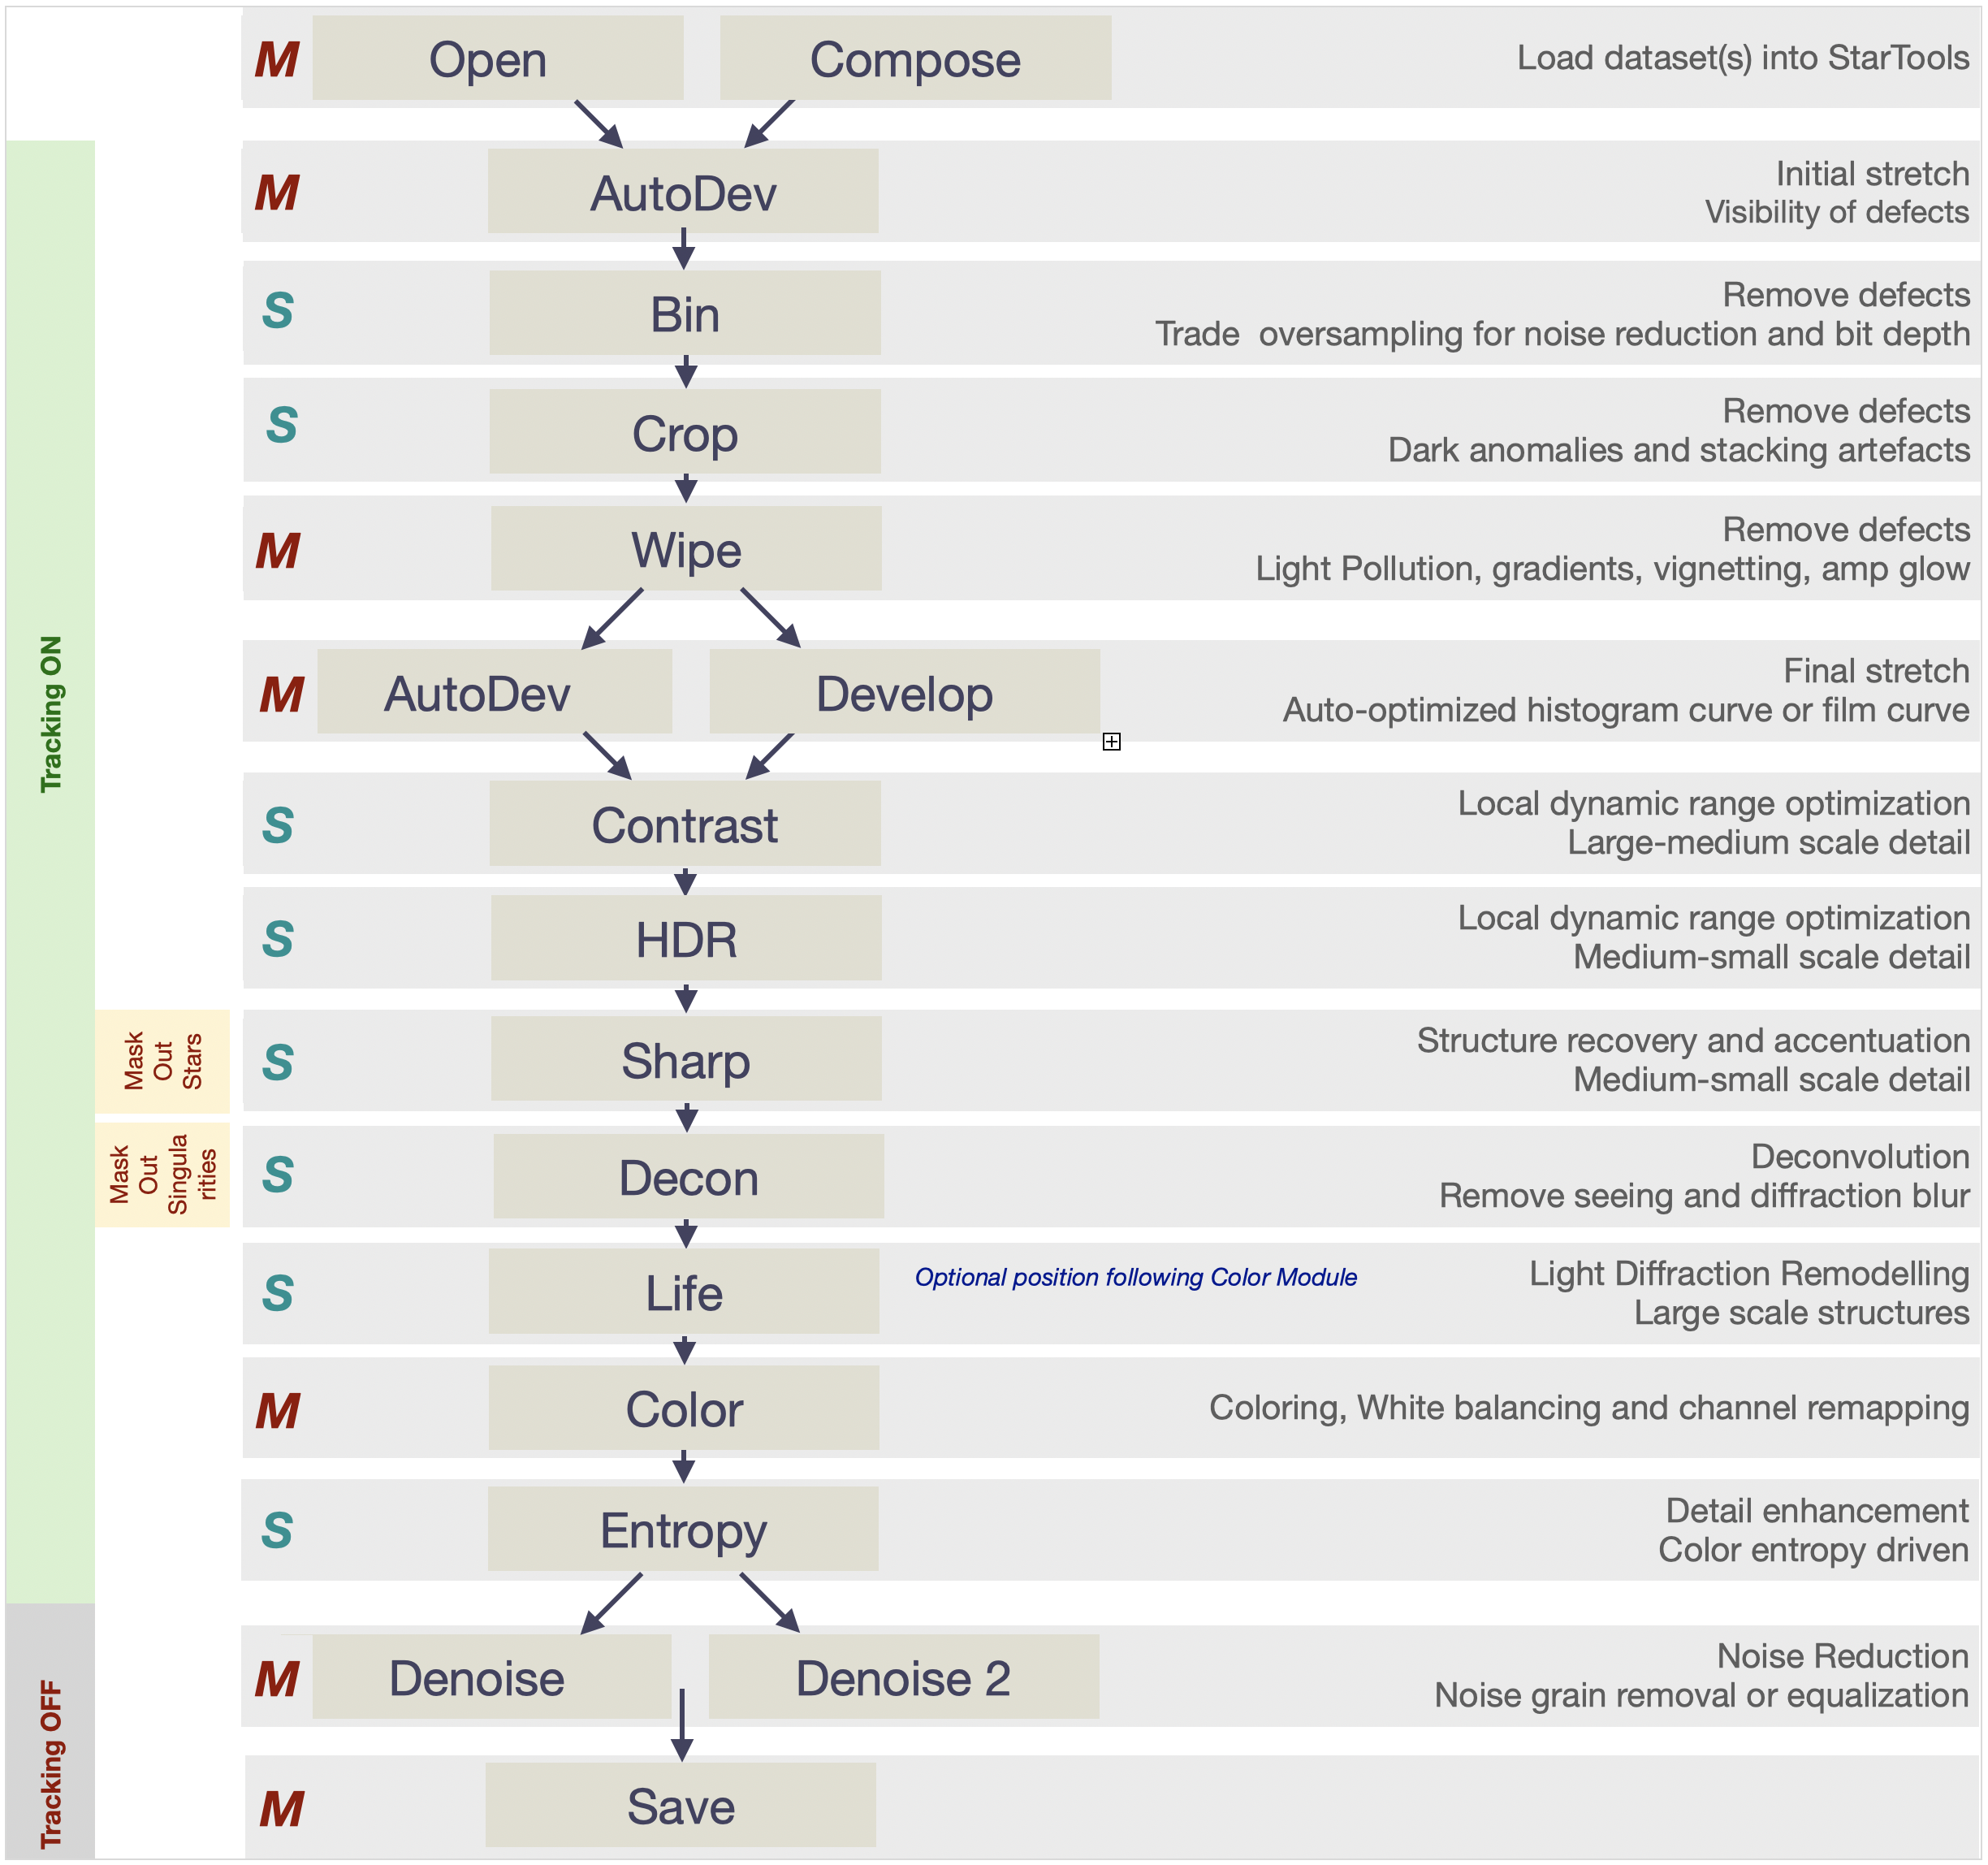 M Open Compose Load dataset(s) into StarTools
M AutoDev Initial stretch
Visibility of defects
S Bin Remove defects
Trade  oversampling for noise reduction and bit depth
S Crop Remove defects
Dark anomalies and stacking artefacts
M Wipe Remove defects
Light Pollution, gradients, vignetting, amp glow
Tracking ON
M AutoDev Develop Final stretch
Auto-optimized histogram curve or film curve
S Contrast Local dynamic range optimization
Large-medium scale detail
S HDR Local dynamic range optimization
Medium-small scale detail
Mask
Out
Stars
S Sharp Structure recovery and accentuation
Medium-small scale detail
Mask
Out
Singula
rities
S Decon Deconvolution
Remove seeing and diffraction blur
S Life Optional position following Color Module Light Diffraction Remodelling
Large scale structures
M Color Coloring, White balancing and channel remapping
S Entropy Detail enhancement
Color entropy driven
Tracking OFF
M Denoise Denoise 2 Noise Reduction
Noise grain removal or equalization
M Save